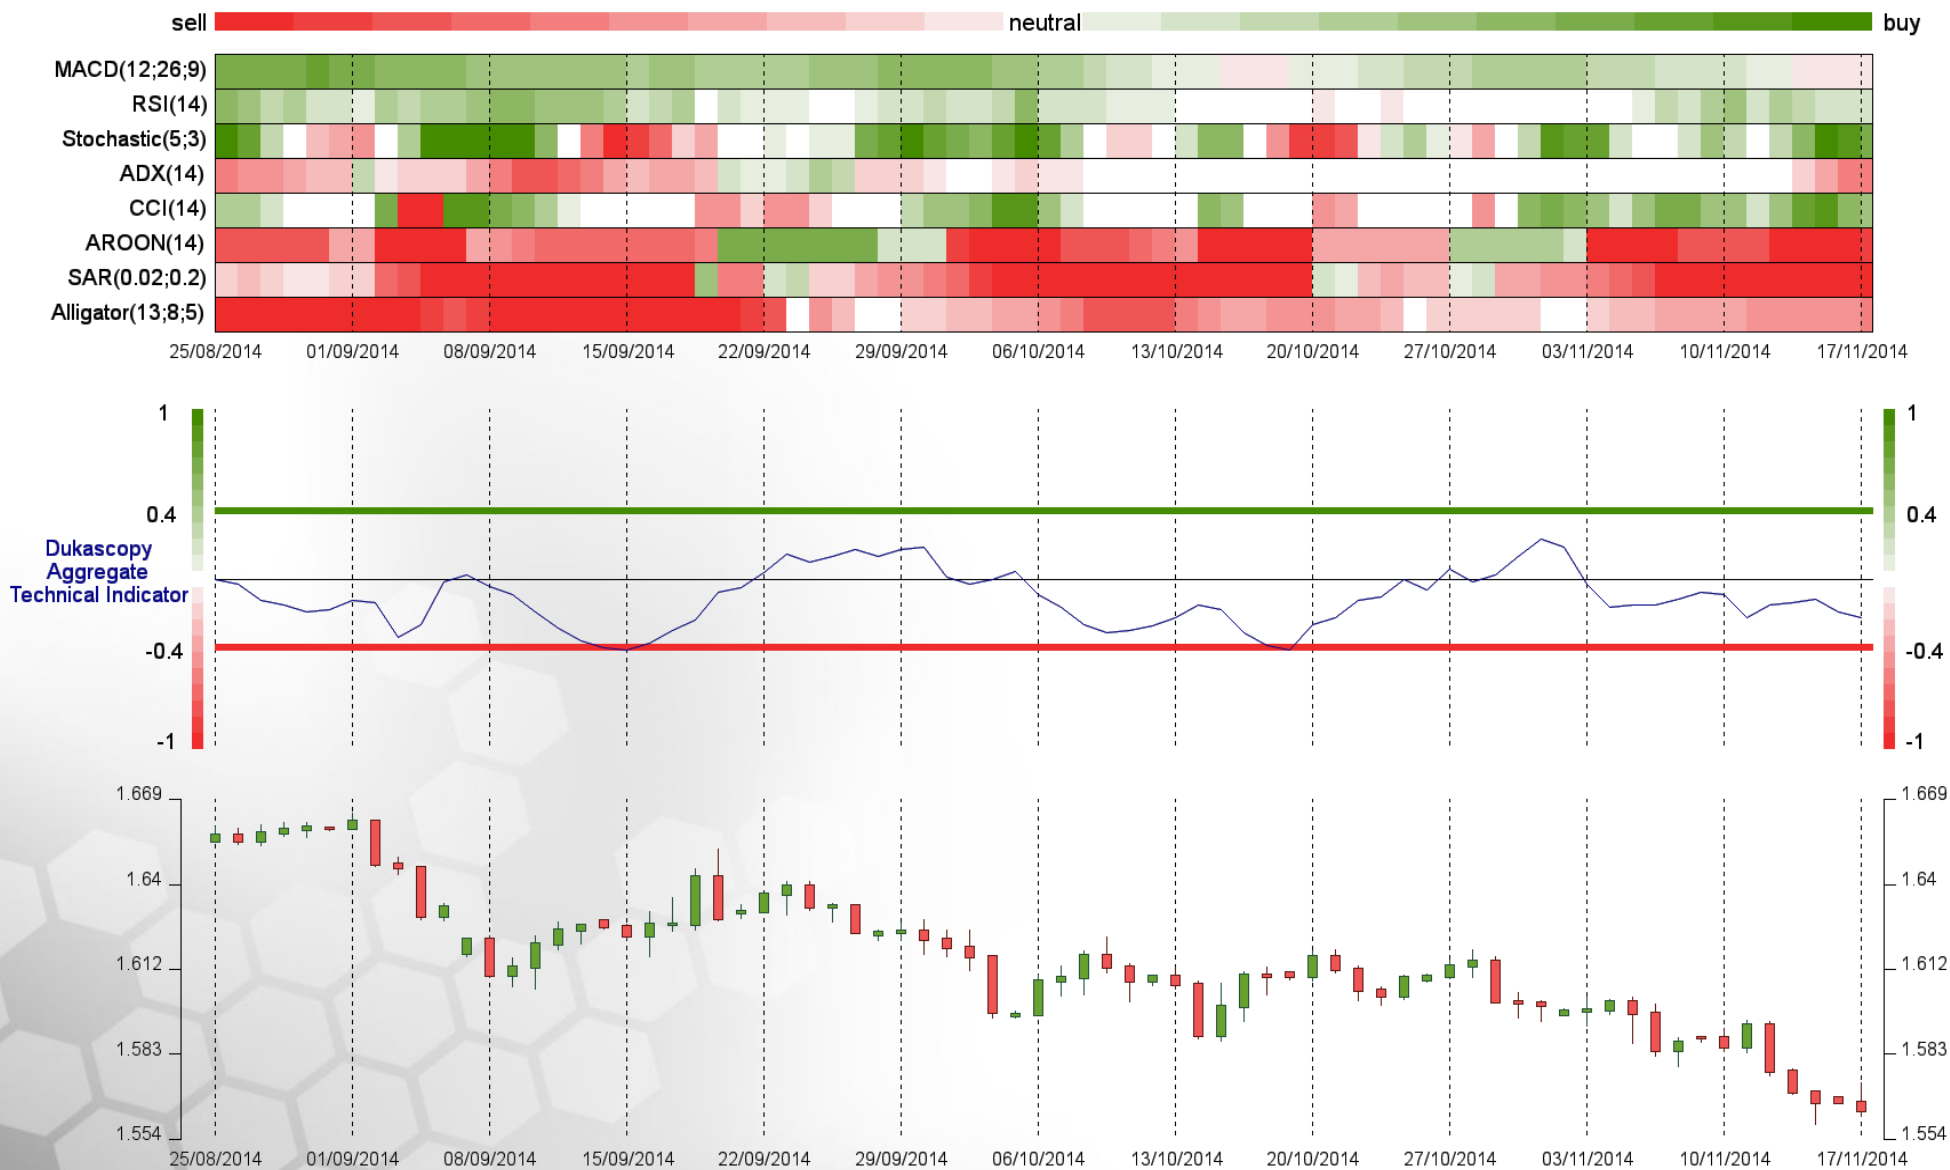 sell neutral buy
MACD(12;26;9)
RSI(14)
Stochastic(5;3)
ADX(14)
CCI(14)
AROON(14)
SAR(0.02;0.2)
Alligator(13;8;5)
25/08/2014 01/09/2014 08/09/2014 15/09/2014 22/09/2014 29/09/2014 06/10/2014 13/10/2014 20/10/2014 27/10/2014 03/11/2014 10/11/2014 17/11/2014
1 1
0.4 0.4
Dukascopy
Aggregate
Technical Indicator
-0.4 -0.4
-1 -1
1.669 1.669
1.64 1.64
1.612 1.612
1.583 1.583
1.554 1.554
25/08/2014 01/09/2014 08/09/2014 15/09/2014 22/09/2014 29/09/2014 06/10/2014 13/10/2014 20/10/2014 27/10/2014 03/11/2014 10/11/2014 17/11/2014